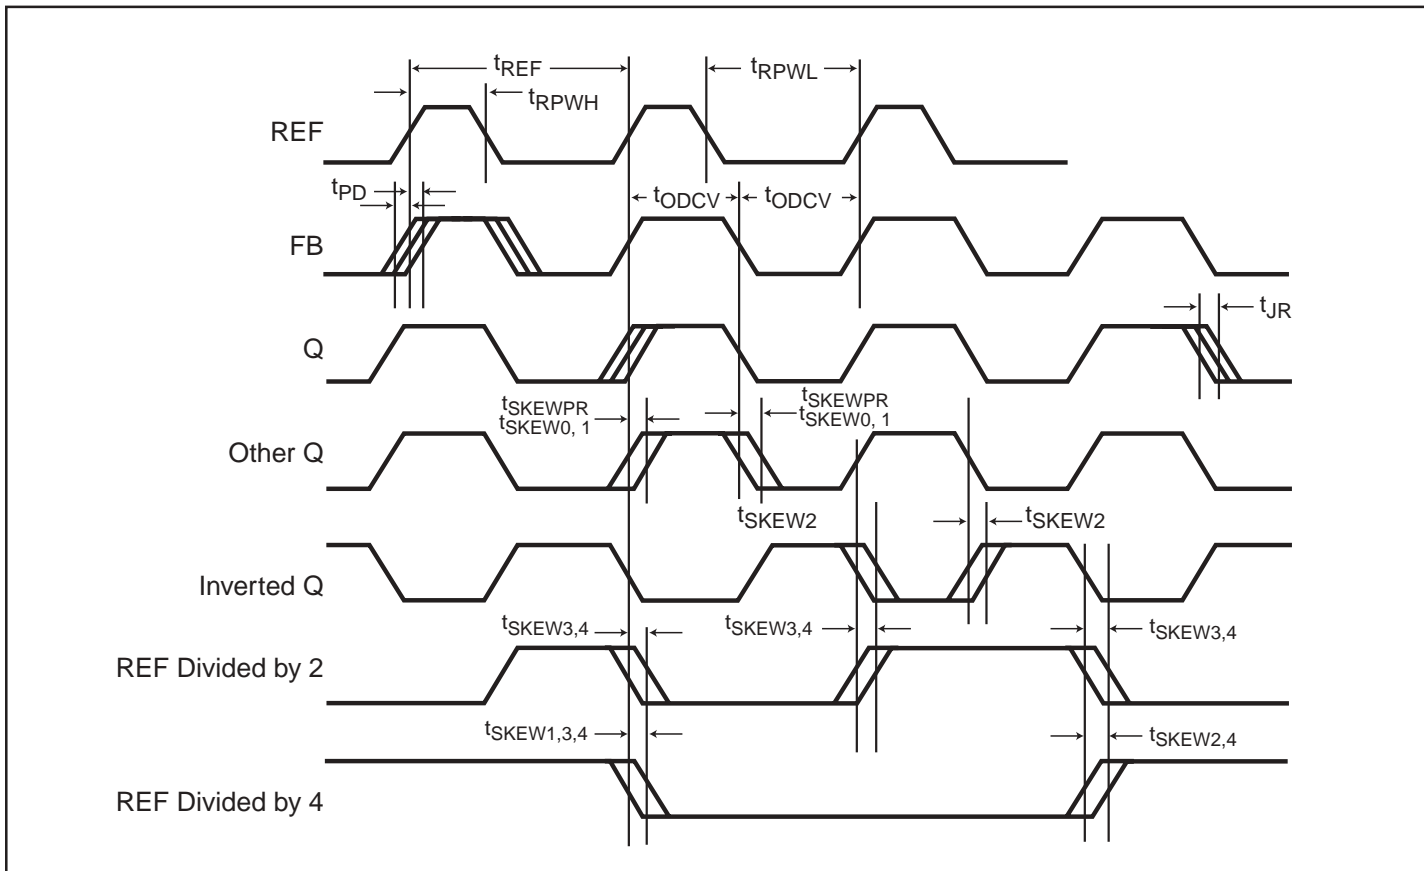 tREF
tRPWL
tRPWH
REF
tPD
tODCV
tODCV
FB
tJR
Q
tSKEWPR
tSKEW0, 1
tSKEWPR
tSKEW0, 1
Other Q
tSKEW2
tSKEW2
Inverted Q
tSKEW3,4
tSKEW3,4
tSKEW3,4
REF Divided by 2
tSKEW1,3,4
tSKEW2,4
REF Divided by 4